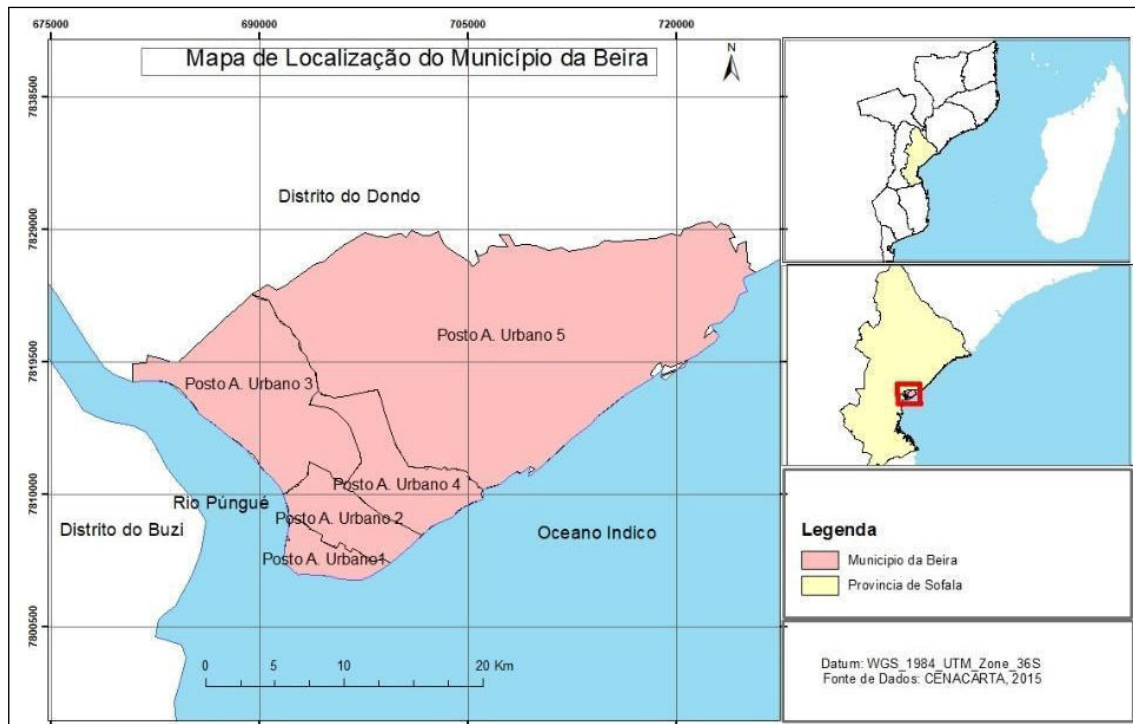 675000
690000
705000
720000
Mapa de Localização do Município da Beira
N
7838500
Distrito do Dondo
7829000
Posto A. Urbano 5
7819500
Posto A. Urbano 3
Posto A. Urbano 4
7810000
Rio Púngué
Posto A. Urbano 2
Distrito do Buzi
Oceano Indico
Posto A. Urbano1
7800500
0 5 10 20 Km
Legenda
Municipio da Beira
Provincia de Sofala
Datum: WGS_1984_UTM_Zone_36S
Fonte de Dados: CENACARTA, 2015